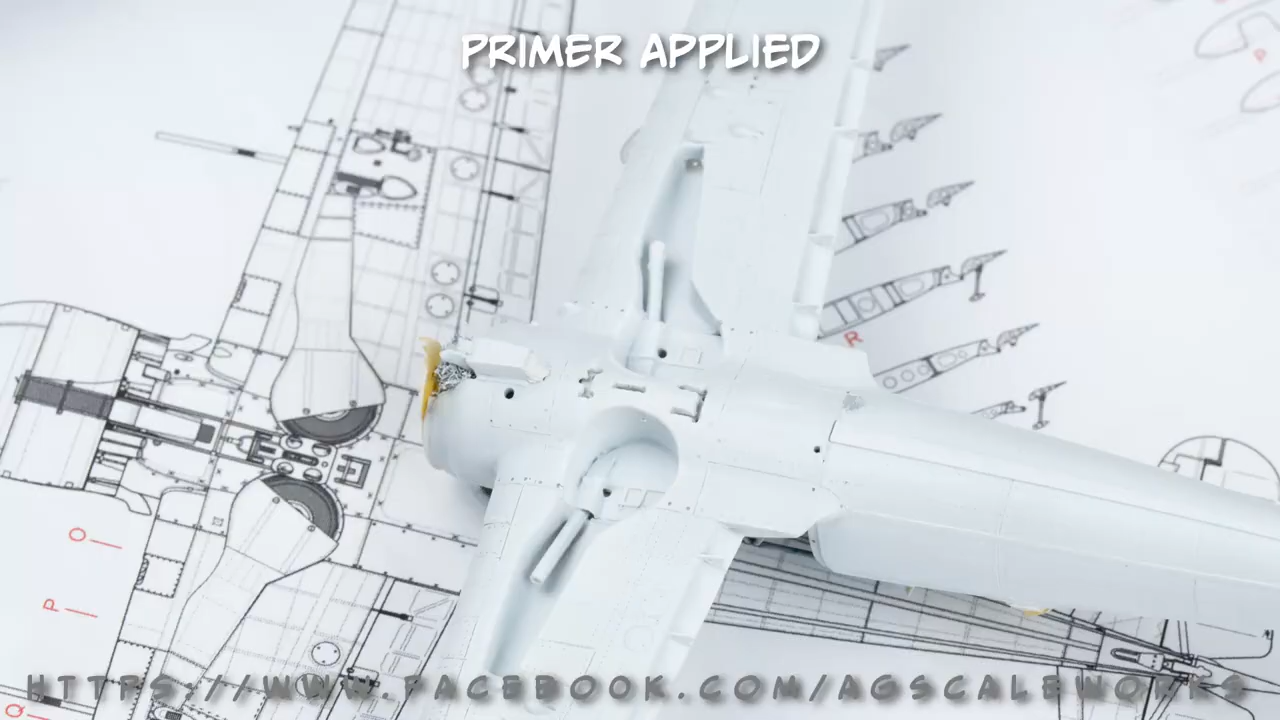 PRIMER APPLIED
R
O
P
Q
P
HTTPS://WWW.FACEBOOK.COM/AGSCALEWORKS